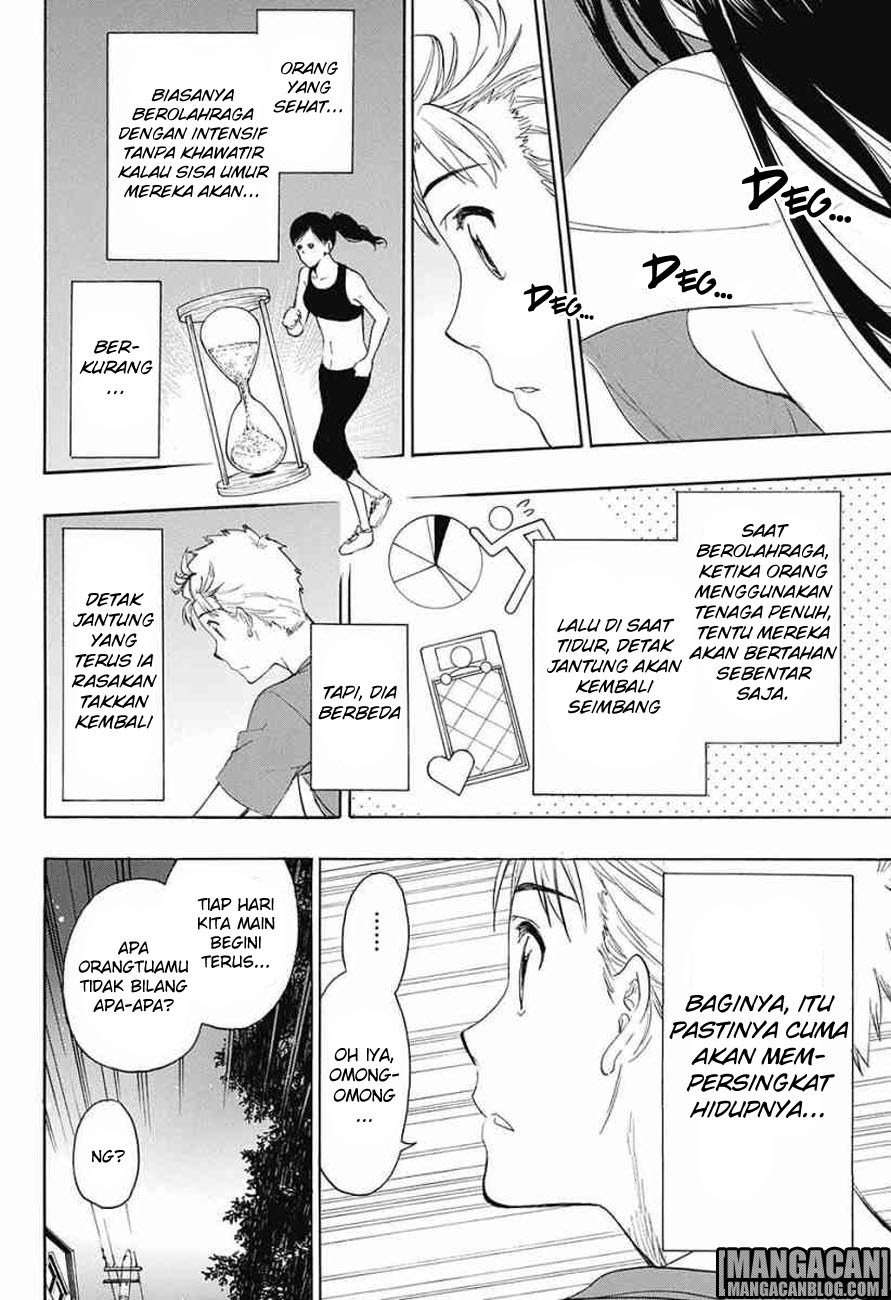 DEG...
DEG...
DEG...
ORANG
YANG
SEHAT...
BIASANYA
BEROLAHRAGA
DENGAN INTENSIF
TANPA KHAWATIR
KALAU SISA UMUR
MEREKA AKAN...
BER-
KURANG
...
SAAT
BEROLAHRAGA,
KETIKA ORANG
MENGGUNAKAN
TENAGA PENUH,
TENTU MEREKA
AKAN BERTAHAN
SEBENTAR
SAJA.
LALU DI SAAT
TIDUR, DETAK
JANTUNG AKAN
KEMBALI
SEIMBANG
TAPI, DIA
BERBEDA
DETAK
JANTUNG
YANG
TERUS IA
RASAKAN
TAKKAN
KEMBALI
BAGINYA, ITU
PASTINYA CUMA
AKAN MEM-
PERSINGKAT
HIDUPNYA...
......
OH IYA,
OMONG-
OMONG
...
TIAP HARI
KITA MAIN
BEGINI
TERUS...
APA
ORANGTUAMU
TIDAK BILANG
APA-APA?
NG?
[MANGACAN]
MANGACANBLOG.COM